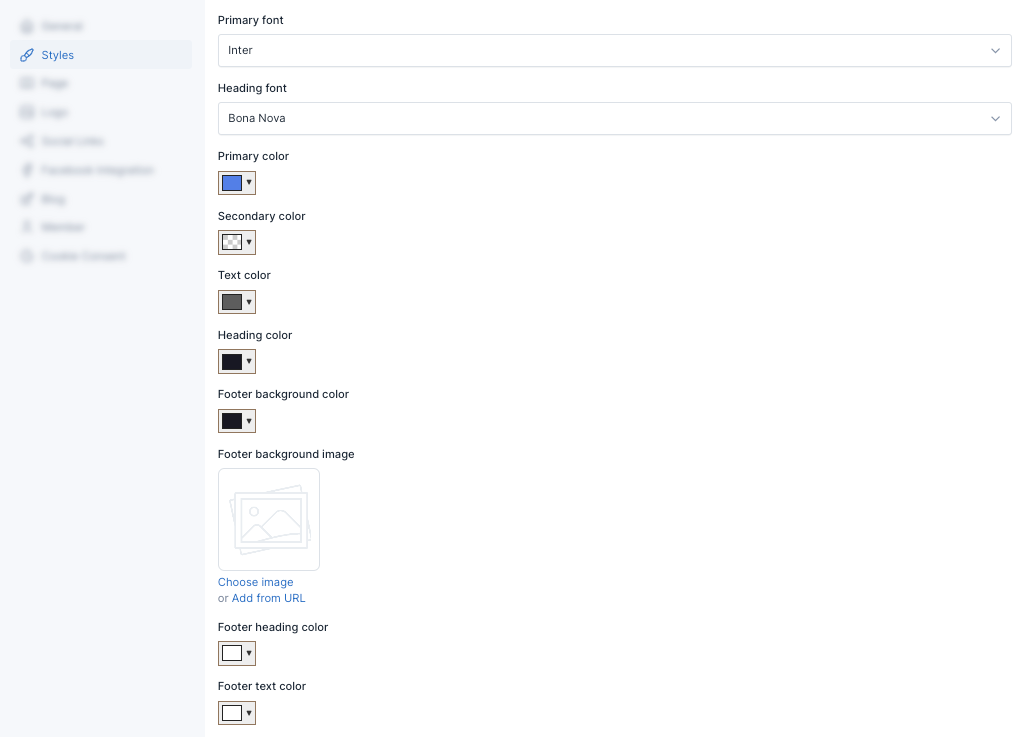 General
Styles
Page
Logo
Social Links
Facebook Integration
Blog
Member
Cookie Consent
Primary font
Inter
Heading font
Bona Nova
Primary color
Secondary color
Text color
Heading color
Footer background color
Footer background image
Choose image
or Add from URL
Footer heading color
Footer text color